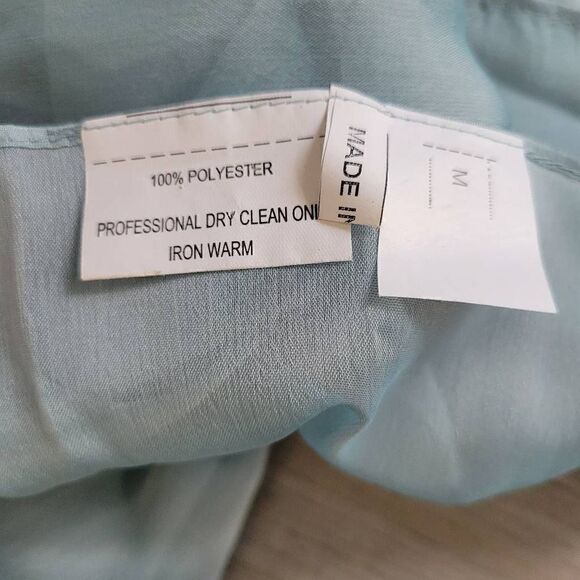 100% POLYESTER
PROFESSIONAL DRY CLEAN
IRON WARM
MADE
M